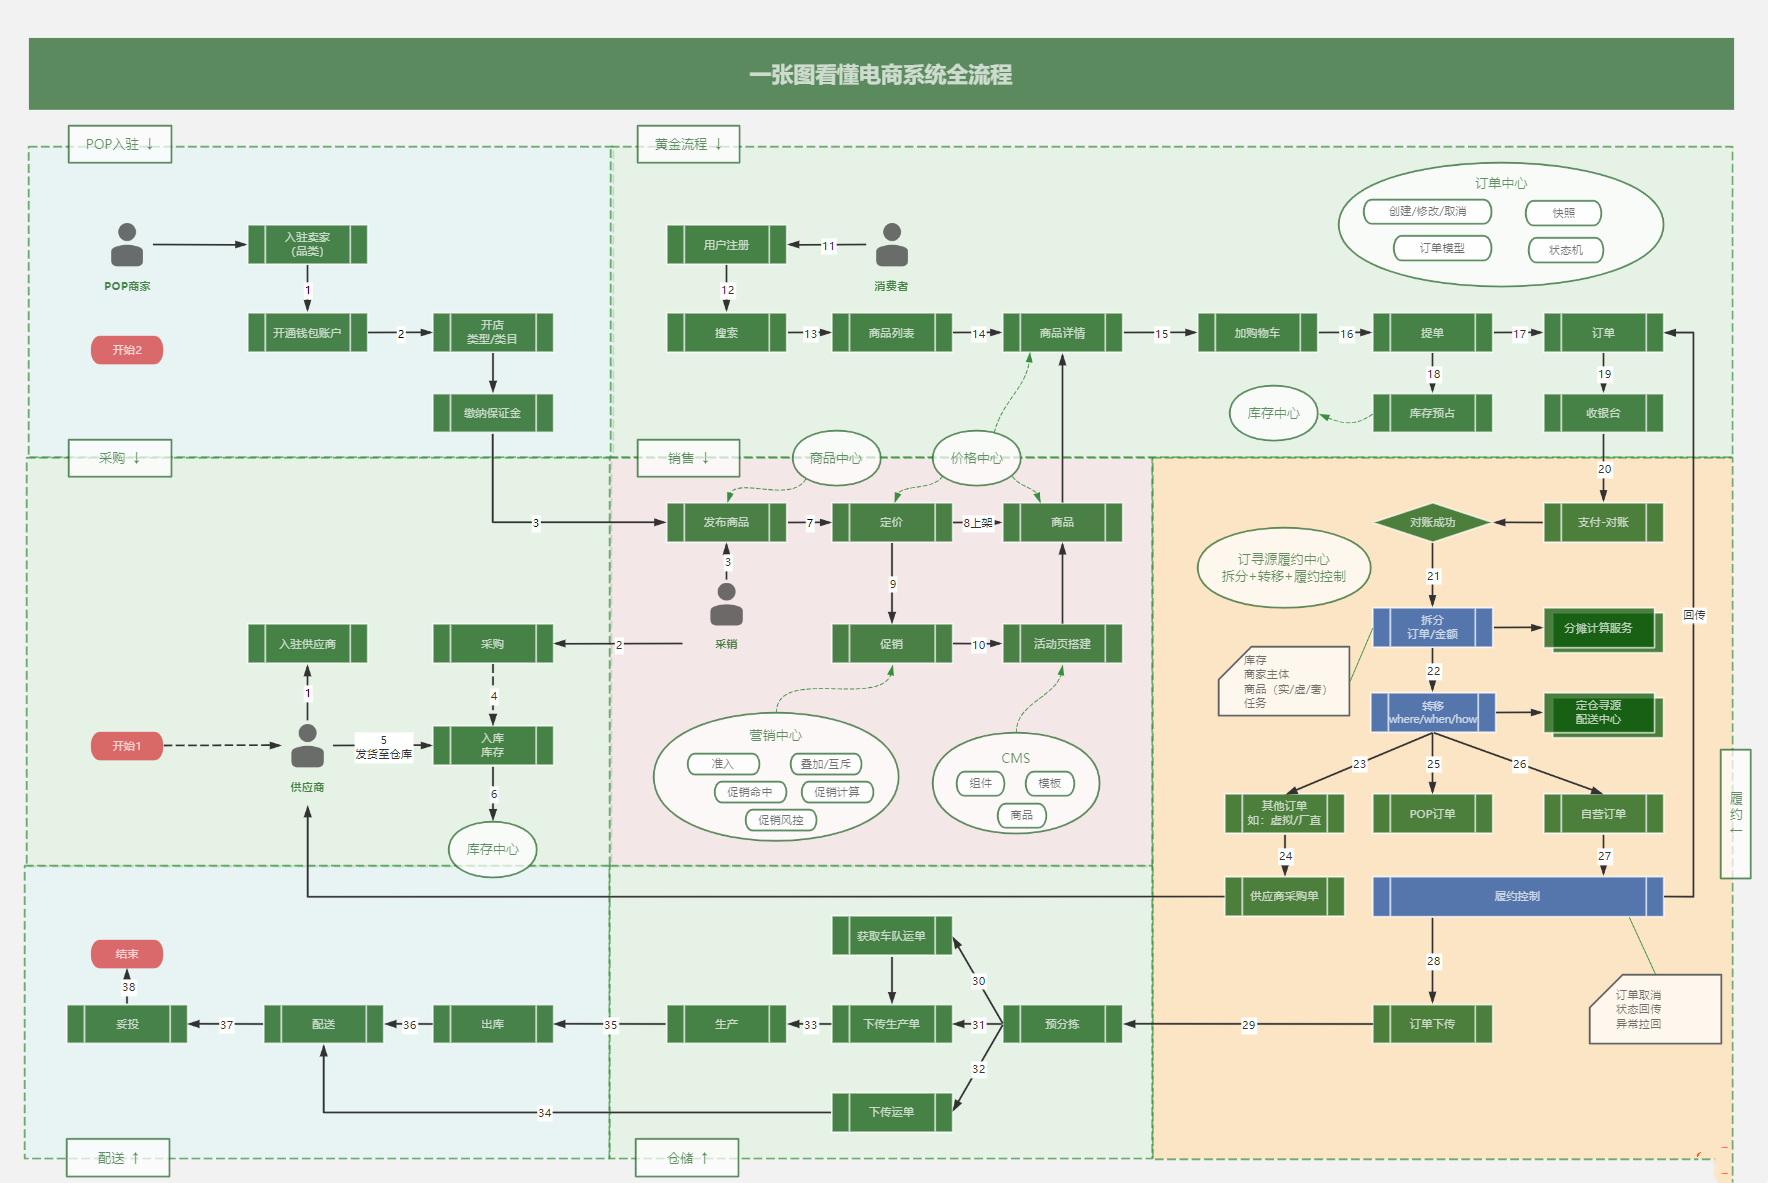 一张图看懂电商系统全流程
POP入驻 ↓
黄金流程 ↓
订单中心
创建/修改/取消
快照
订单模型
状态机
POP商家
入驻卖家
(品类)
用户注册
11
消费者
1
12
开始2
开通钱包账户
2
开店
类型/类目
搜索
13
商品列表
14
商品详情
15
加购物车
16
提单
17
订单
18
19
缴纳保证金
库存中心
库存预占
收银台
采购 ↓
销售 ↓
商品中心
价格中心
20
3
发布商品
7
定价
8上架
商品
对账成功
支付-对账
3
9
订寻源履约中心
拆分+转移+履约控制
21
回传
入驻供应商
采购
2
采销
促销
10
活动页搭建
拆分
订单/金额
分摊计算服务
库存
商家主体
商品（实/虚/奢）
任务
22
1
4
转移
where/when/how
定仓寻源
配送中心
开始1
供应商
5
发货至仓库
入库
库存
营销中心
准入
叠加/互斥
促销命中
促销计算
促销风控
CMS
组件
模板
商品
23
25
26
6
其他订单
如：虚拟/厂直
POP订单
自营订单
履
约
↓
库存中心
24
27
供应商采购单
履约控制
获取车队运单
结束
38
30
28
订单取消
状态回传
异常拉回
妥投
37
配送
36
出库
35
生产
33
下传生产单
31
预分拣
29
订单下传
32
34
下传运单
配送 ↑
仓储 ↑